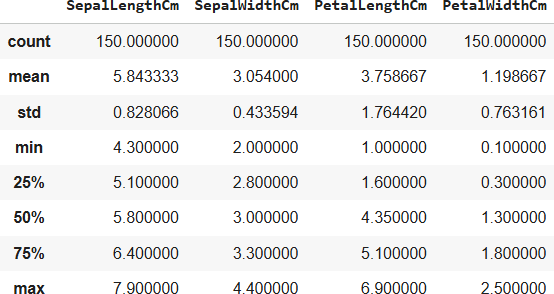 SepalLengthCm SepalWidthCm PetalLengthCm PetalWidthCm
count 150.000000 150.000000 150.000000 150.000000
mean 5.843333 3.054000 3.758667 1.198667
std 0.828066 0.433594 1.764420 0.763161
min 4.300000 2.000000 1.000000 0.100000
25% 5.100000 2.800000 1.600000 0.300000
50% 5.800000 3.000000 4.350000 1.300000
75% 6.400000 3.300000 5.100000 1.800000
max 7.900000 4.400000 6.900000 2.500000